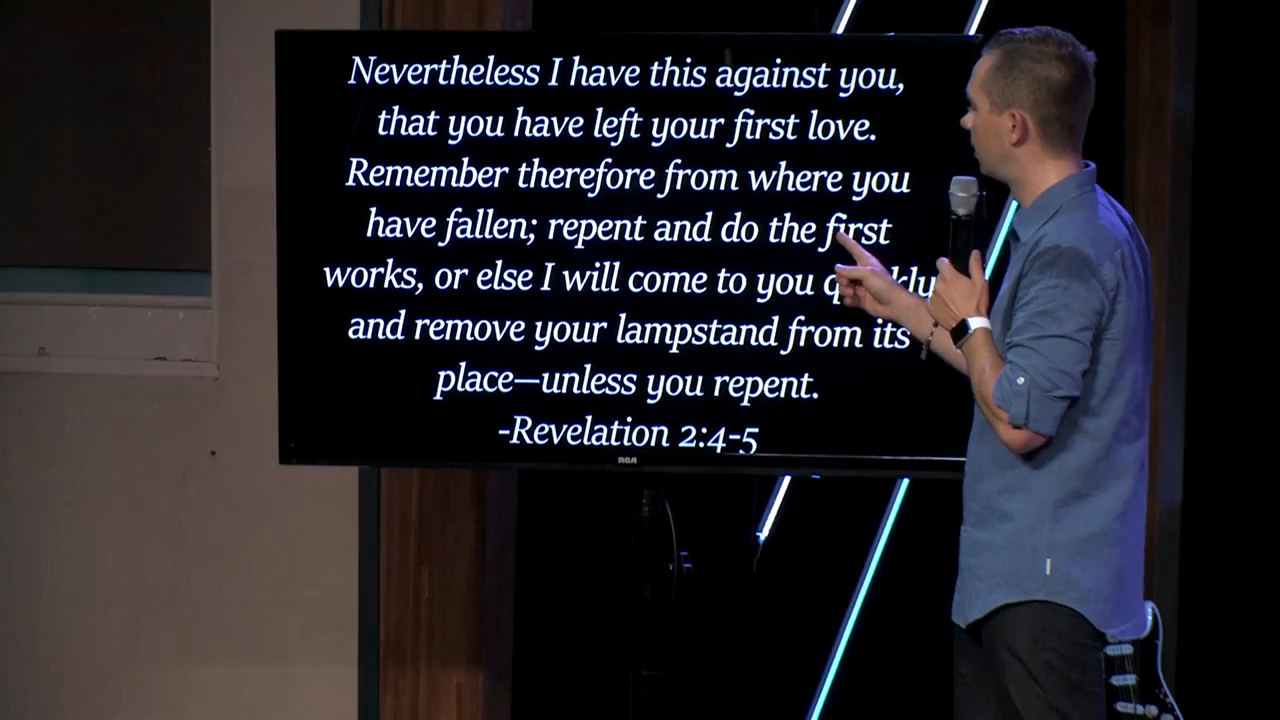 Nevertheless I have this against you,
that you have left your first love.
Remember therefore from where you
have fallen; repent and do the first
works, or else I will come to you
and remove your lampstand from its
place—unless you repent.
-Revelation 2:4-5
RCA